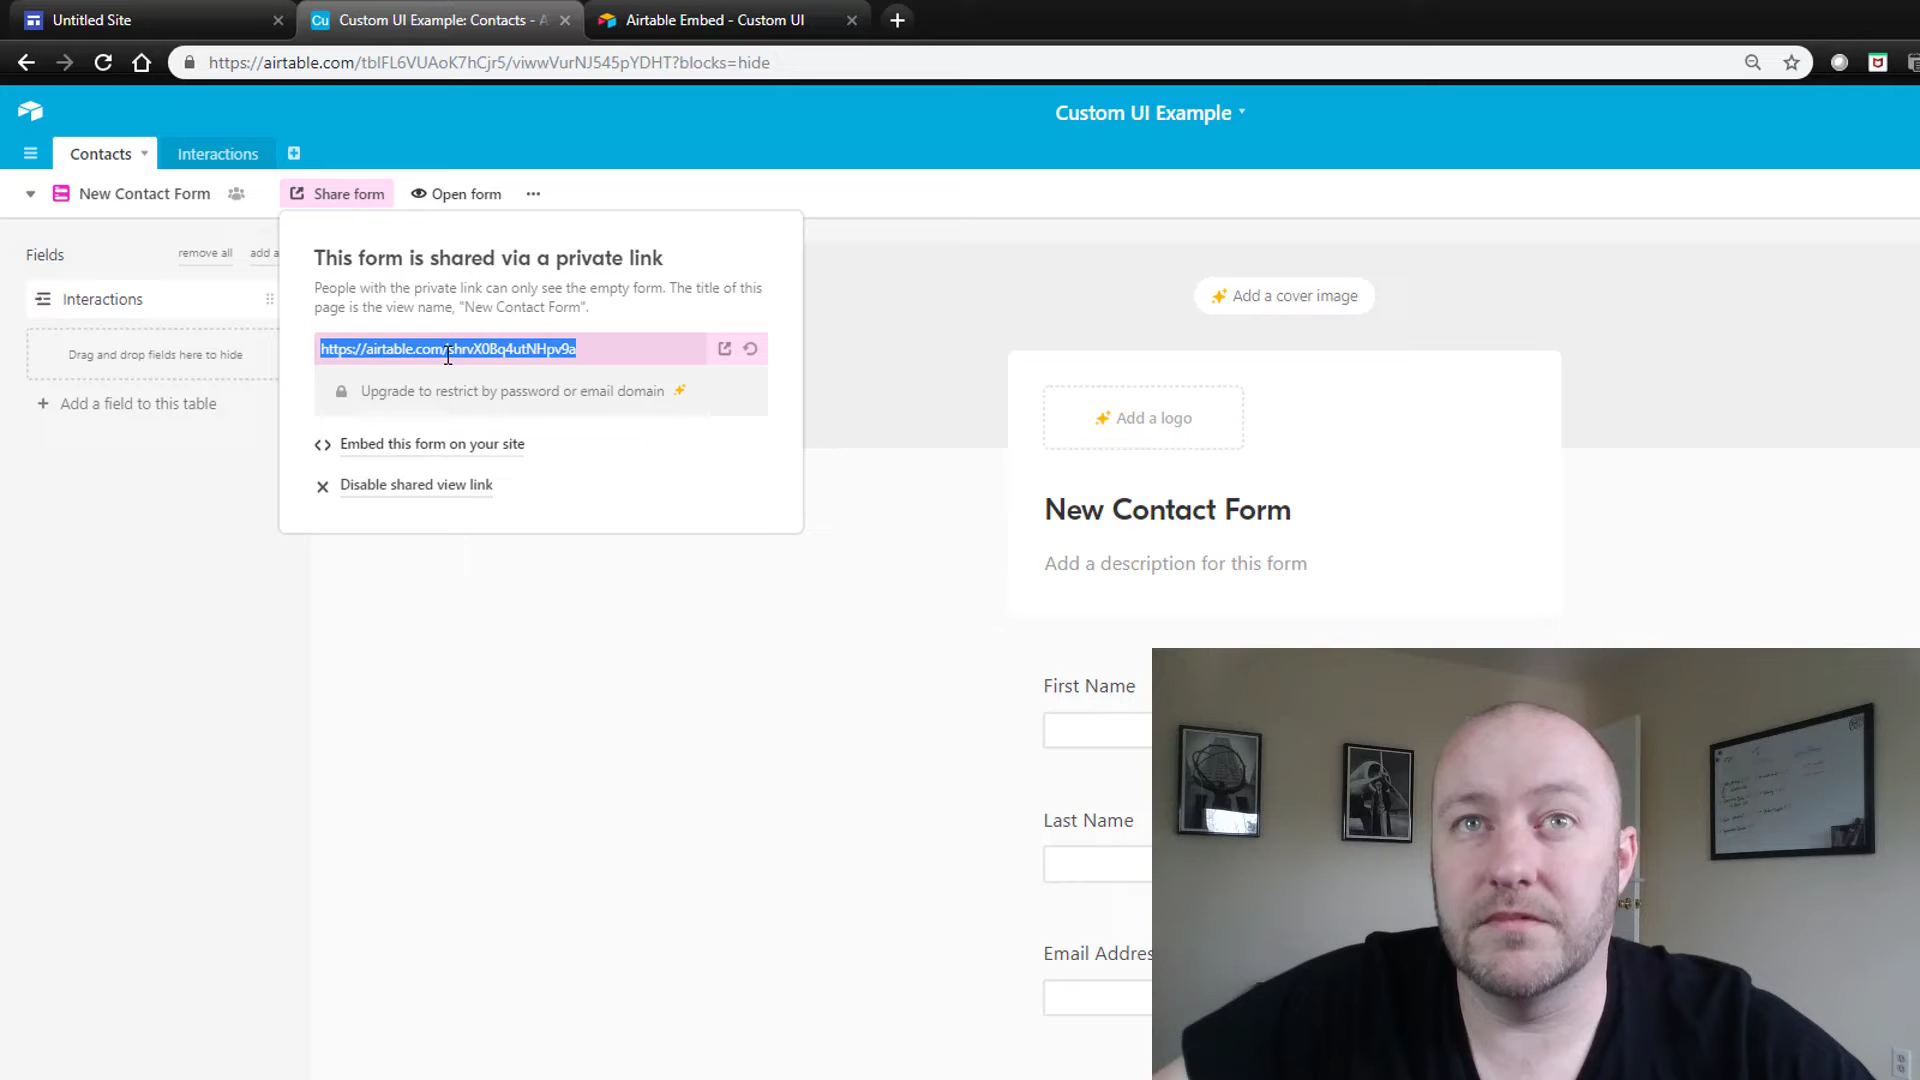 Untitled Site
Cu Custom UI Example: Contacts - A
Airtable Embed - Custom UI
https://airtable.com/tblFL6VUAoK7hCjr5/viwwVurNJ545pYDHT?blocks=hide
Custom UI Example
Contacts
Interactions
New Contact Form
Share form
Open form
Fields
remove all
add a
This form is shared via a private link
People with the private link can only see the empty form. The title of this
page is the view name, "New Contact Form".
Interactions
Add a cover image
https://airtable.com/shrvX0Bq4utNHpv9a
Drag and drop fields here to hide
Upgrade to restrict by password or email domain
Add a field to this table
Add a logo
Embed this form on your site
Disable shared view link
New Contact Form
Add a description for this form
First Name
Last Name
Email Addres